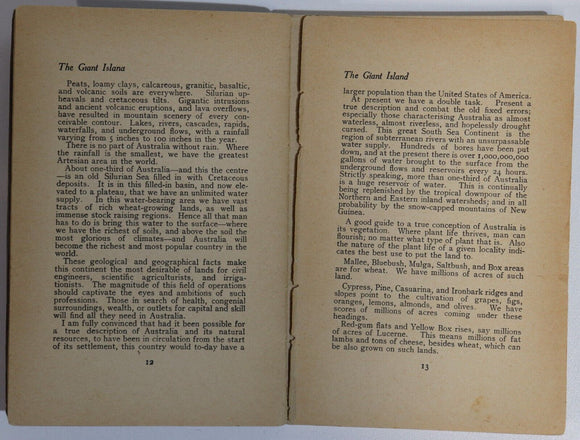 The Giant Island
Peats, loamy clays, calcareous, granitic, basaltic,
and volcanic soils are everywhere. Silurian up-
heavals and cretaceous tilts. Gigantic intrusions
and ancient volcanic eruptions, and lava overflows,
have resulted in mountain scenery of every con-
ceivable contour. Lakes, rivers, cascades, rapids,
waterfalls, and underground flows, with a rainfall
varying from 5 inches to 100 inches in the year.
There is no part of Australia without rain. Where
the rainfall is the smallest, we have the greatest
Artesian area in the world.
About one-third of Australia—and this the centre
—is an old Silurian Sea filled in with Cretaceous
deposits. It is in this filled-in basin, and now elev-
ated to a plateau, that we have an unlimited water
supply. In this water-bearing area we have vast
tracts of rich wheat-growing lands, as well as
immense stock raising regions. Hence all that man
has to do is bring this water to the surface—where
we have the richest of soils, and above the soil the
most glorious of climates—and Australia will
become the richest and most popular country in the
world.
These geological and geographical facts make
this continent the most desirable of lands for civil
engineers, scientific agriculturists, and irriga-
tionists. The magnitude of this field of operations
should captivate the eyes and ambitions of such
professions. Those in search of health, congenial
surroundings, wealth, or outlets for capital and skill
will find all they need in Australia.
I am fully convinced that had it been possible for
a true description of Australia and its natural
resources, to have been in circulation from the start
of its settlement, this country would to-day have a
12
The Giant Island
larger population than the United States of America.
At present we have a double task. Present a
true description and combat the old fixed errors;
especially those characterising Australia as almost
waterless, almost riverless, and hopelessly drought
cursed. This great South Sea Continent is the
region of subterranean rivers with an unsurpassable
water supply. Hundreds of bores have been put
down, and at the present there is over 1,000,000,000
gallons of water brought to the surface from the
underground flows and reservoirs every 24 hours.
Strictly speaking, more than one-third of Australia
is a huge reservoir of water. This is continually
being replenished by the tropical downpour of the
Northern and Eastern inland watersheds; and in all
probability by the snow-capped mountains of New
Guinea.
A good guide to a true conception of Australia is
its vegetation. Where plant life thrives, man can
flourish; no matter what type of plant that is. Also
the nature of the plant life of a given locality indi-
cates the best use to put the land to.
Mallee, Bluebush, Mulga, Saltbush, and Box areas
are for wheat. We have millions of acres of such
land.
Cypress, Pine, Casuarina, and Ironbark ridges and
slopes point to the cultivation of grapes, figs,
oranges, lemons, almonds, and olives. We have
scores of millions of acres coming under these
headings.
Red-gum flats and Yellow Box rises, say millions
of acres of Lucerne. This means millions of fat
lambs and tons of cheese, besides wheat, which can
be also grown on such lands.
13